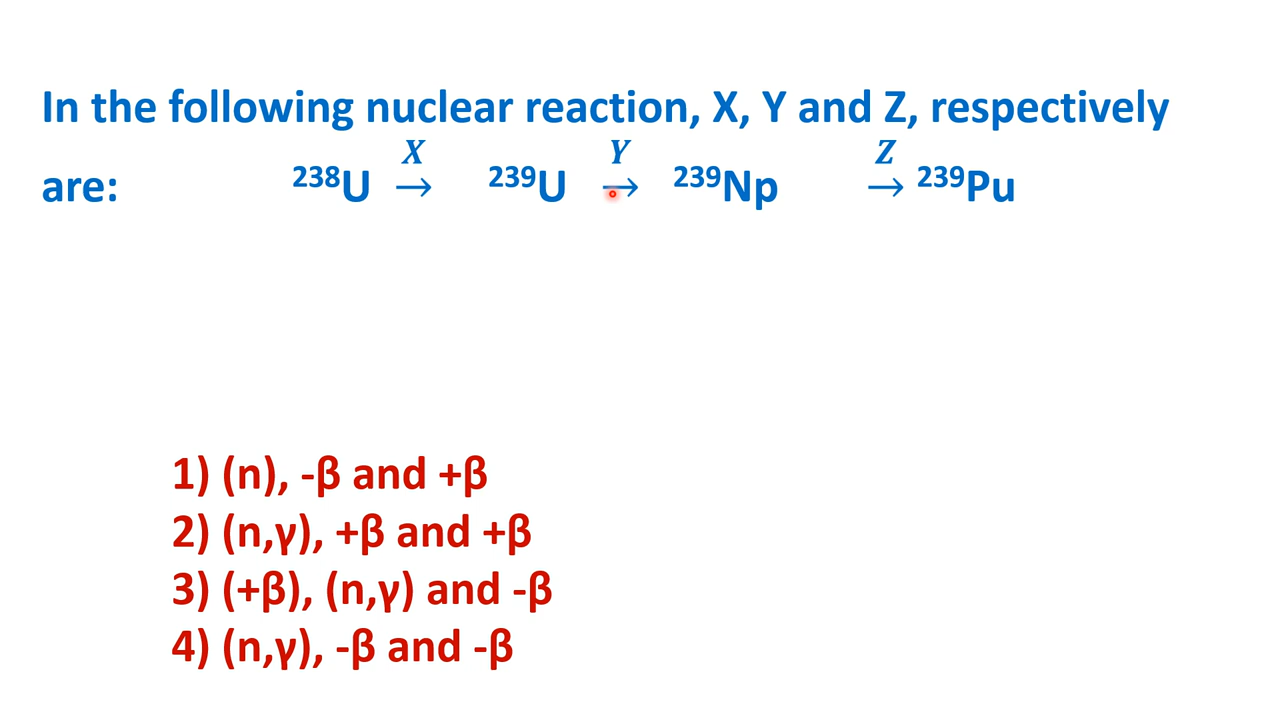 In the following nuclear reaction, X, Y and Z, respectively
X Y Z
are: ²³⁸U → ²³⁹U → ²³⁹Np → ²³⁹Pu
1) (n), -β and +β
2) (n,γ), +β and +β
3) (+β), (n,γ) and -β
4) (n,γ), -β and -β